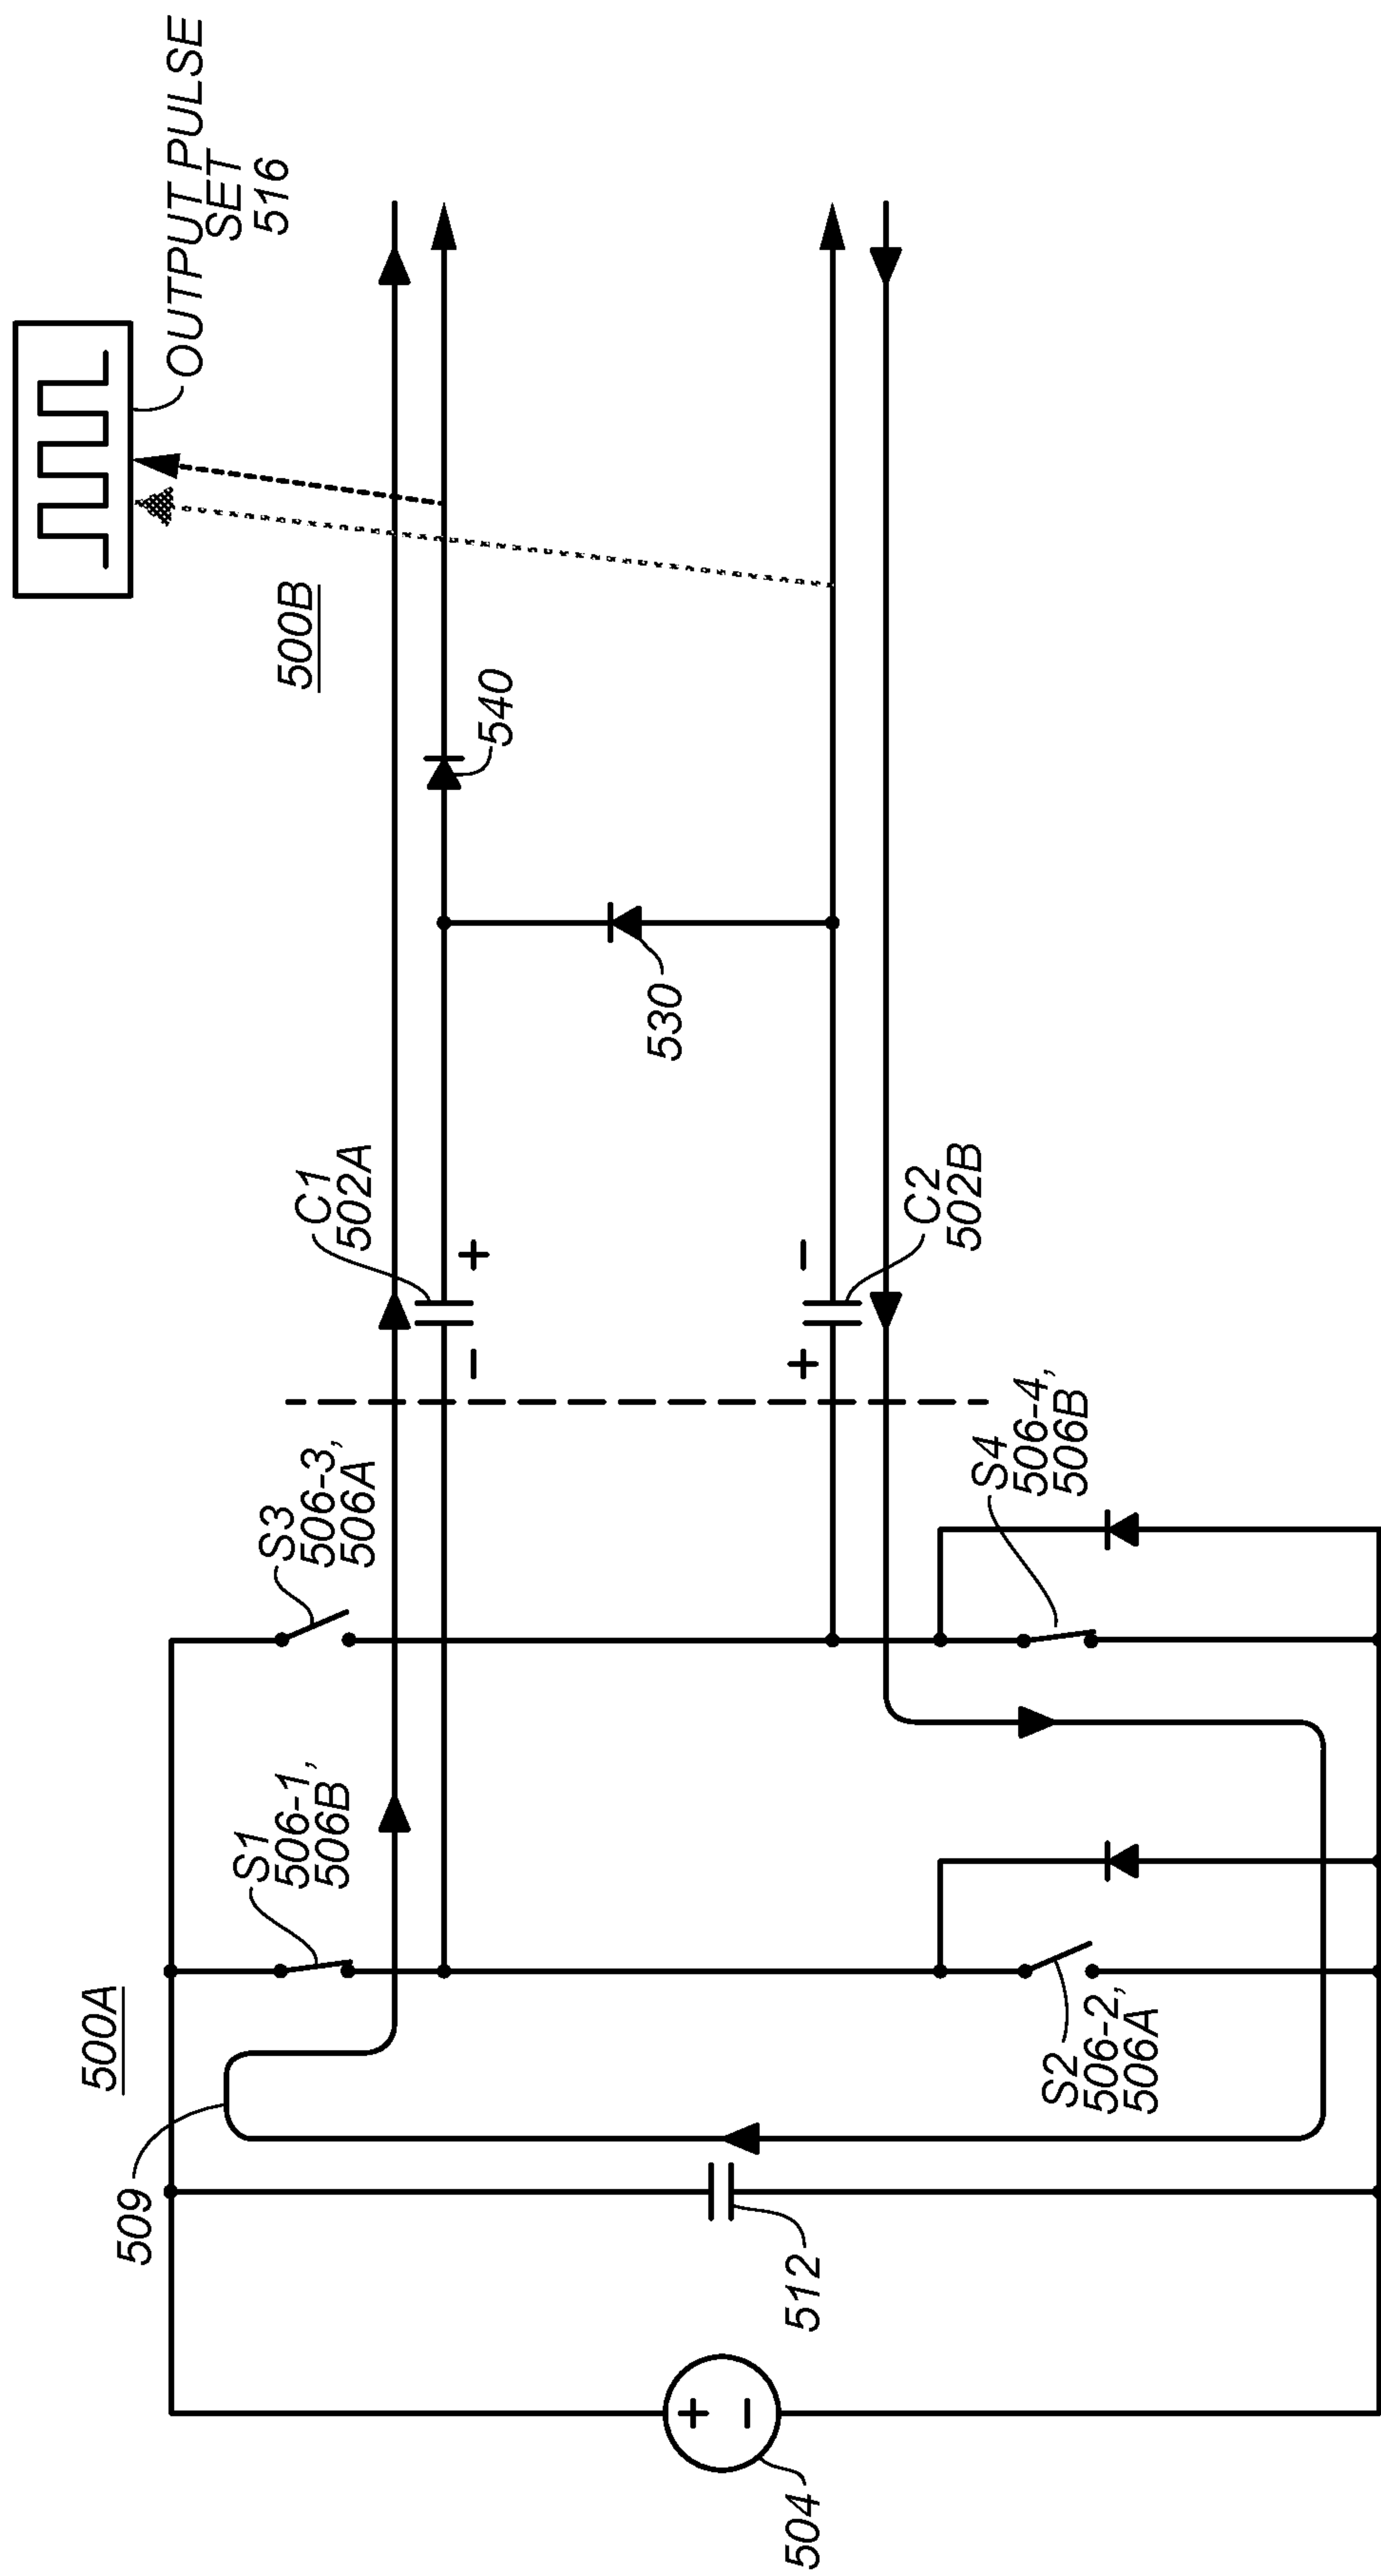 OUTPUT PULSE
SET
516
500B
540
530
C1
502A
+
−
−
+
C2
502B
S3
506-3,
506A
S4
506-4,
506B
S1
506-1,
506B
500A
S2
506-2,
506A
509
512
+
−
504